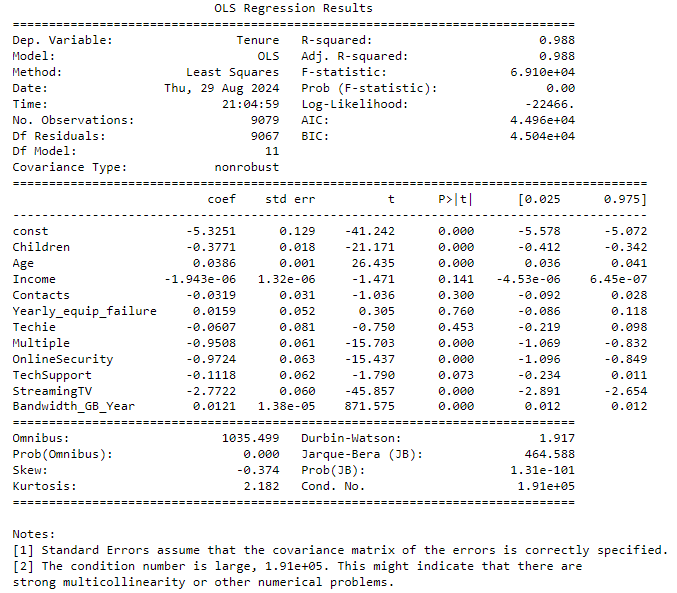 OLS Regression Results
==============================================================================
Dep. Variable:                 Tenure   R-squared:                       0.988
Model:                            OLS   Adj. R-squared:                  0.988
Method:                 Least Squares   F-statistic:                 6.910e+04
Date:                Thu, 29 Aug 2024   Prob (F-statistic):               0.00
Time:                        21:04:59   Log-Likelihood:                -22466.
No. Observations:                9079   AIC:                         4.496e+04
Df Residuals:                    9067   BIC:                         4.504e+04
Df Model:                          11
Covariance Type:            nonrobust
========================================================================================
coef    std err          t      P>|t|      [0.025      0.975]
----------------------------------------------------------------------------------------
const                   -5.3251      0.129    -41.242      0.000      -5.578      -5.072
Children                -0.3771      0.018    -21.171      0.000      -0.412      -0.342
Age                      0.0386      0.001     26.435      0.000       0.036       0.041
Income               -1.943e-06   1.32e-06     -1.471      0.141   -4.53e-06    6.45e-07
Contacts                -0.0319      0.031     -1.036      0.300      -0.092       0.028
Yearly_equip_failure     0.0159      0.052      0.305      0.760      -0.086       0.118
Techie                  -0.0607      0.081     -0.750      0.453      -0.219       0.098
Multiple                -0.9508      0.061    -15.703      0.000      -1.069      -0.832
OnlineSecurity          -0.9724      0.063    -15.437      0.000      -1.096      -0.849
TechSupport             -0.1118      0.062     -1.790      0.073      -0.234       0.011
StreamingTV             -2.7722      0.060    -45.857      0.000      -2.891      -2.654
Bandwidth_GB_Year        0.0121   1.38e-05    871.575      0.000       0.012       0.012
==============================================================================
Omnibus:                     1035.499   Durbin-Watson:                   1.917
Prob(Omnibus):                  0.000   Jarque-Bera (JB):              464.588
Skew:                          -0.374   Prob(JB):                    1.31e-101
Kurtosis:                       2.182   Cond. No.                     1.91e+05
==============================================================================
Notes:
[1] Standard Errors assume that the covariance matrix of the errors is correctly specified.
[2] The condition number is large, 1.91e+05. This might indicate that there are
strong multicollinearity or other numerical problems.